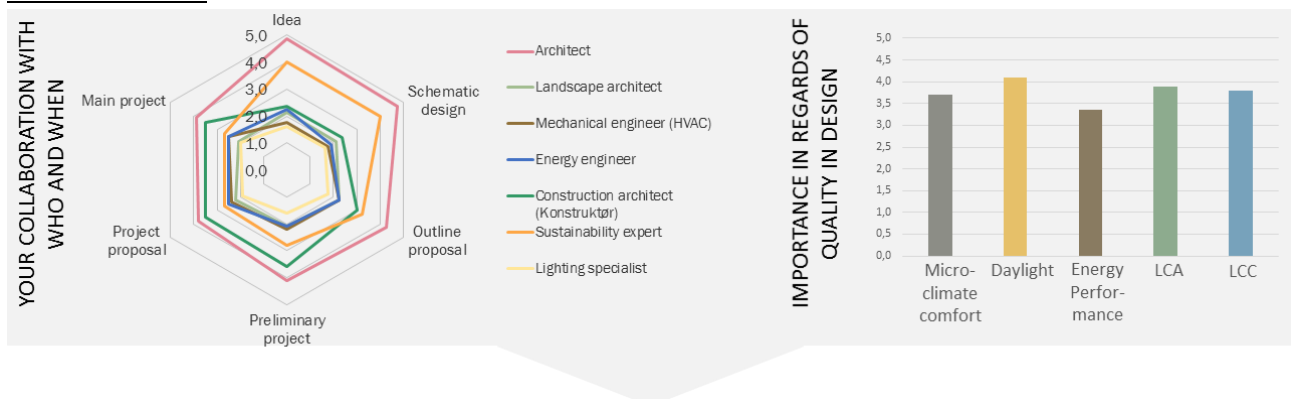 YOUR COLLABORATION WITH
WHO AND WHEN
Idea
5,0
4,0
3,0
2,0
1,0
0,0
Schematic
design
Outline
proposal
Preliminary
project
Project
proposal
Main project
Architect
Landscape architect
Mechanical engineer (HVAC)
Energy engineer
Construction architect
(Konstruktør)
Sustainability expert
Lighting specialist
IMPORTANCE IN REGARDS OF
QUALITY IN DESIGN
5,0
4,5
4,0
3,5
3,0
2,5
2,0
1,5
1,0
0,5
0,0
Micro-
climate
comfort
Daylight
Energy
Perfor-
mance
LCA
LCC